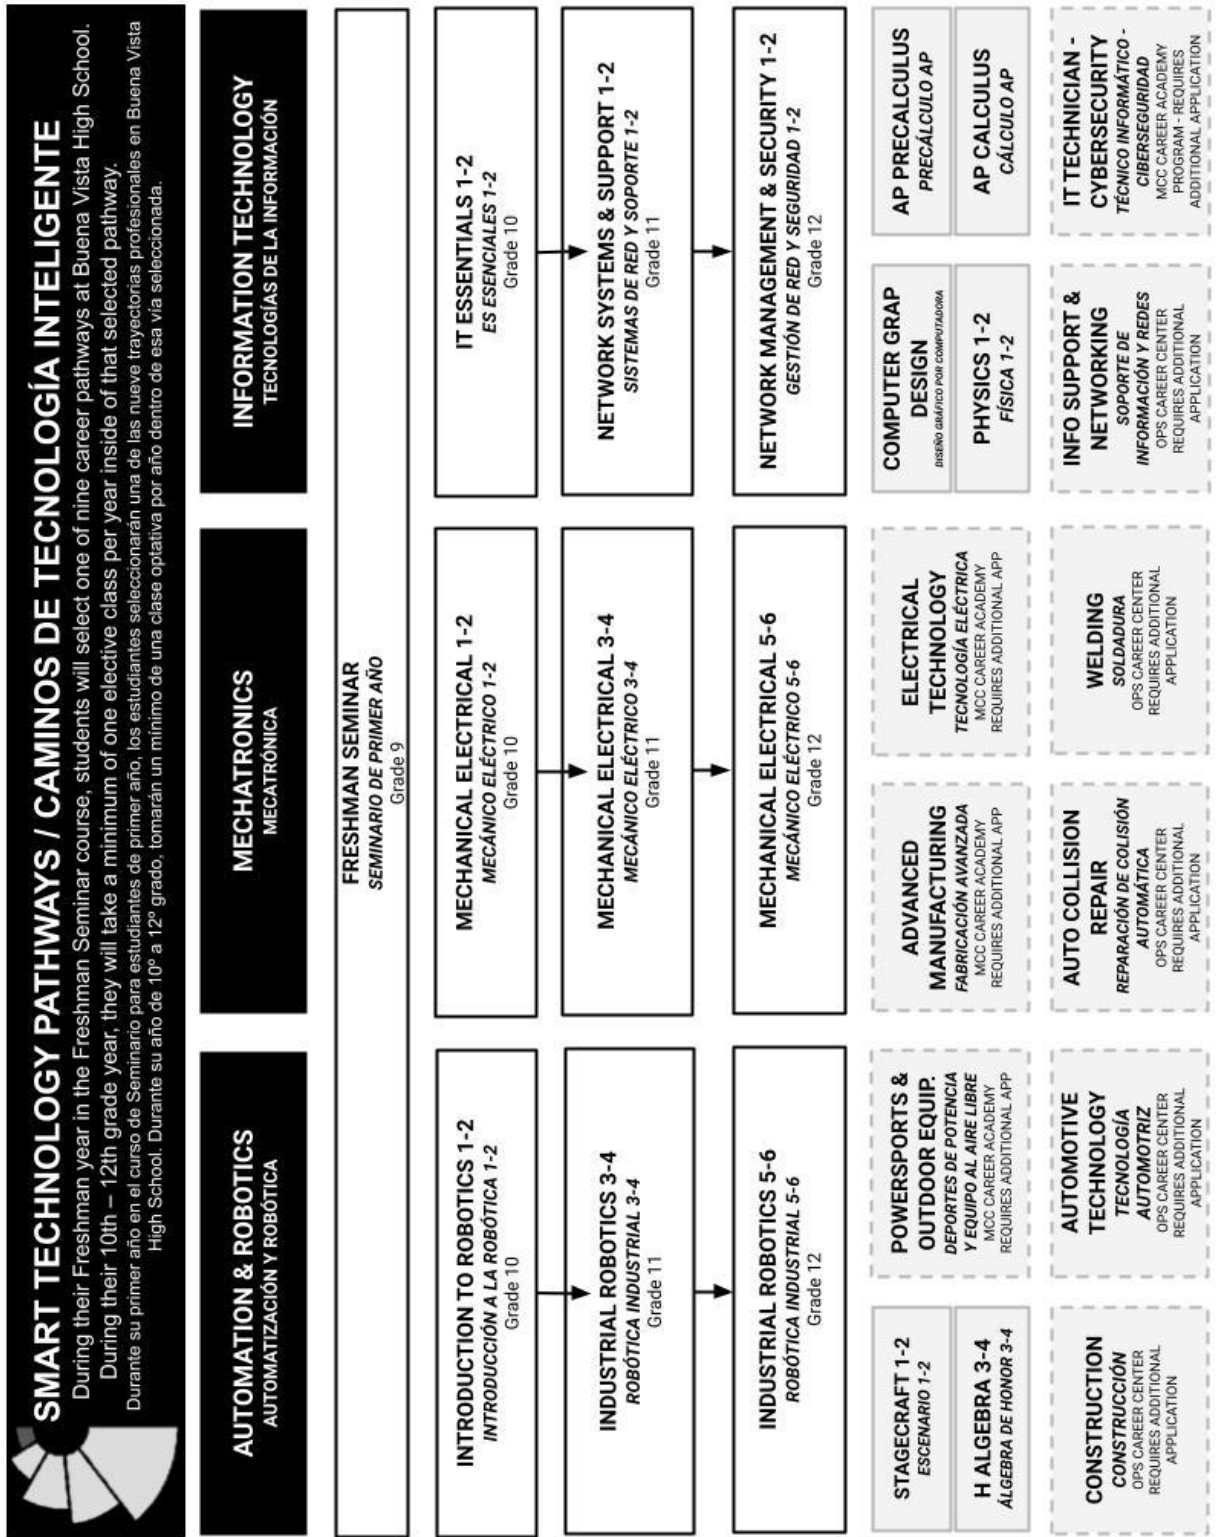 SMART TECHNOLOGY PATHWAYS / CAMINOS DE TECNOLOGÍA INTELIGENTE
During their Freshman year in the Freshman Seminar course, students will select one of nine career pathways at Buena Vista High School.
During their 10th – 12th grade year, they will take a minimum of one elective class per year inside of that selected pathway.
Durante su primer año en el curso de Seminario para estudiantes de primer año, los estudiantes seleccionarán una de las nueve trayectorias profesionales en Buena Vista
High School. Durante su año de 10º a 12º grado, tomarán un mínimo de una clase optativa por año dentro de esa vía seleccionada.
AUTOMATION & ROBOTICS
AUTOMATIZACIÓN Y ROBÓTICA
MECHATRONICS
MECATRÓNICA
INFORMATION TECHNOLOGY
TECNOLOGÍAS DE LA INFORMACIÓN
FRESHMAN SEMINAR
SEMINARIO DE PRIMER AÑO
Grade 9
INTRODUCTION TO ROBOTICS 1-2
INTRODUCCIÓN A LA ROBÓTICA 1-2
Grade 10
MECHANICAL ELECTRICAL 1-2
MECÁNICO ELÉCTRICO 1-2
Grade 10
IT ESSENTIALS 1-2
ES ESENCIALES 1-2
Grade 10
INDUSTRIAL ROBOTICS 3-4
ROBÓTICA INDUSTRIAL 3-4
Grade 11
MECHANICAL ELECTRICAL 3-4
MECÁNICO ELÉCTRICO 3-4
Grade 11
NETWORK SYSTEMS & SUPPORT 1-2
SISTEMAS DE RED Y SOPORTE 1-2
Grade 11
INDUSTRIAL ROBOTICS 5-6
ROBÓTICA INDUSTRIAL 5-6
Grade 12
MECHANICAL ELECTRICAL 5-6
MECÁNICO ELÉCTRICO 5-6
Grade 12
NETWORK MANAGEMENT & SECURITY 1-2
GESTIÓN DE RED Y SEGURIDAD 1-2
Grade 12
STAGECRAFT 1-2
ESCENARIO 1-2
H ALGEBRA 3-4
ÁLGEBRA DE HONOR 3-4
POWERSPORTS &
OUTDOOR EQUIP.
DEPORTES DE POTENCIA
Y EQUIPO AL AIRE LIBRE
MCC CAREER ACADEMY
REQUIRES ADDITIONAL APP
ADVANCED
MANUFACTURING
FABRICACIÓN AVANZADA
MCC CAREER ACADEMY
REQUIRES ADDITIONAL APP
ELECTRICAL
TECHNOLOGY
TECNOLOGÍA ELÉCTRICA
MCC CAREER ACADEMY
REQUIRES ADDITIONAL APP
COMPUTER GRAP
DESIGN
DISEÑO GRÁFICO POR COMPUTADORA
PHYSICS 1-2
FÍSICA 1-2
AP PRECALCULUS
PRECÁLCULO AP
AP CALCULUS
CÁLCULO AP
CONSTRUCTION
CONSTRUCCIÓN
OPS CAREER CENTER
REQUIRES ADDITIONAL
APPLICATION
AUTOMOTIVE
TECHNOLOGY
TECNOLOGÍA
AUTOMOTRIZ
OPS CAREER CENTER
REQUIRES ADDITIONAL
APPLICATION
AUTO COLLISION
REPAIR
REPARACIÓN DE COLISIÓN
AUTOMÁTICA
OPS CAREER CENTER
REQUIRES ADDITIONAL
APPLICATION
WELDING
SOLDADURA
OPS CAREER CENTER
REQUIRES ADDITIONAL
APPLICATION
INFO SUPPORT &
NETWORKING
SOPORTE DE
INFORMACIÓN Y REDES
OPS CAREER CENTER
REQUIRES ADDITIONAL
APPLICATION
IT TECHNICIAN -
CYBERSECURITY
TÉCNICO INFORMÁTICO -
CIBERSEGURIDAD
MCC CAREER ACADEMY
PROGRAM - REQUIRES
ADDITIONAL APPLICATION